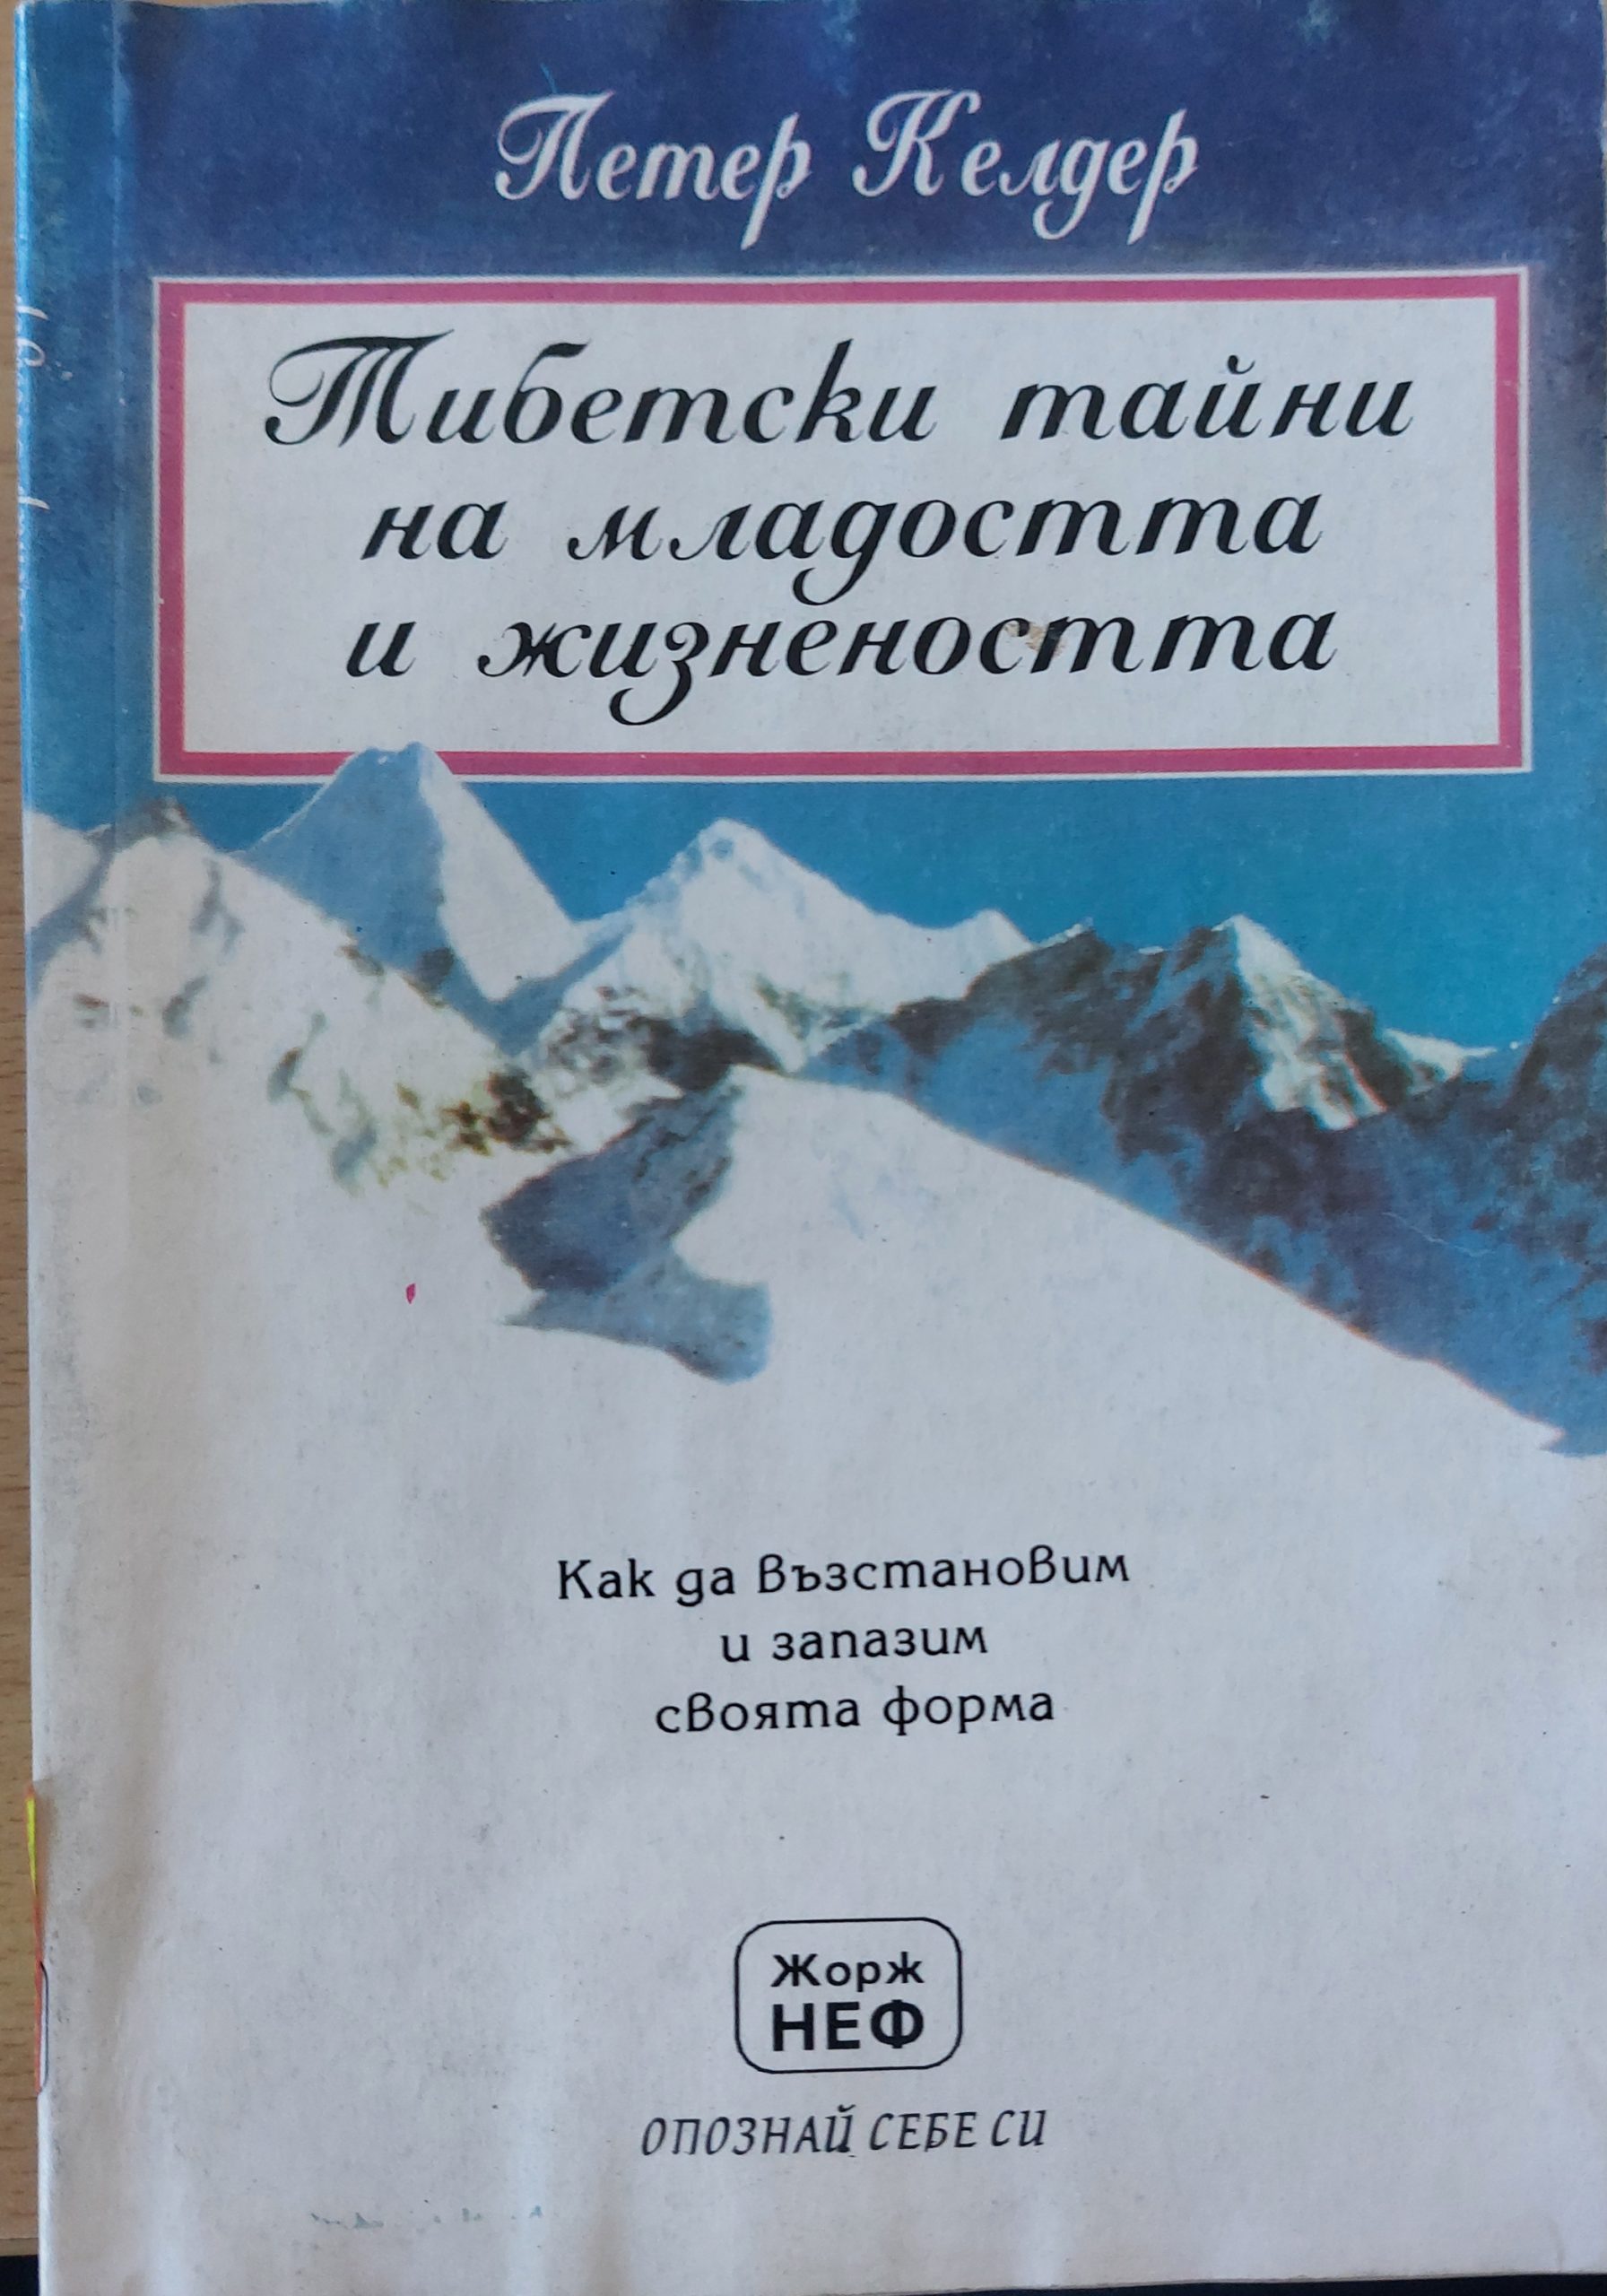 Петер Келдер
Тибетски тайни
на младостта
и жизнеността
Как да възстановим
и запазим
своята форма
Жорж
НЕФ
ОПОЗНАЙ СЕБЕ СИ